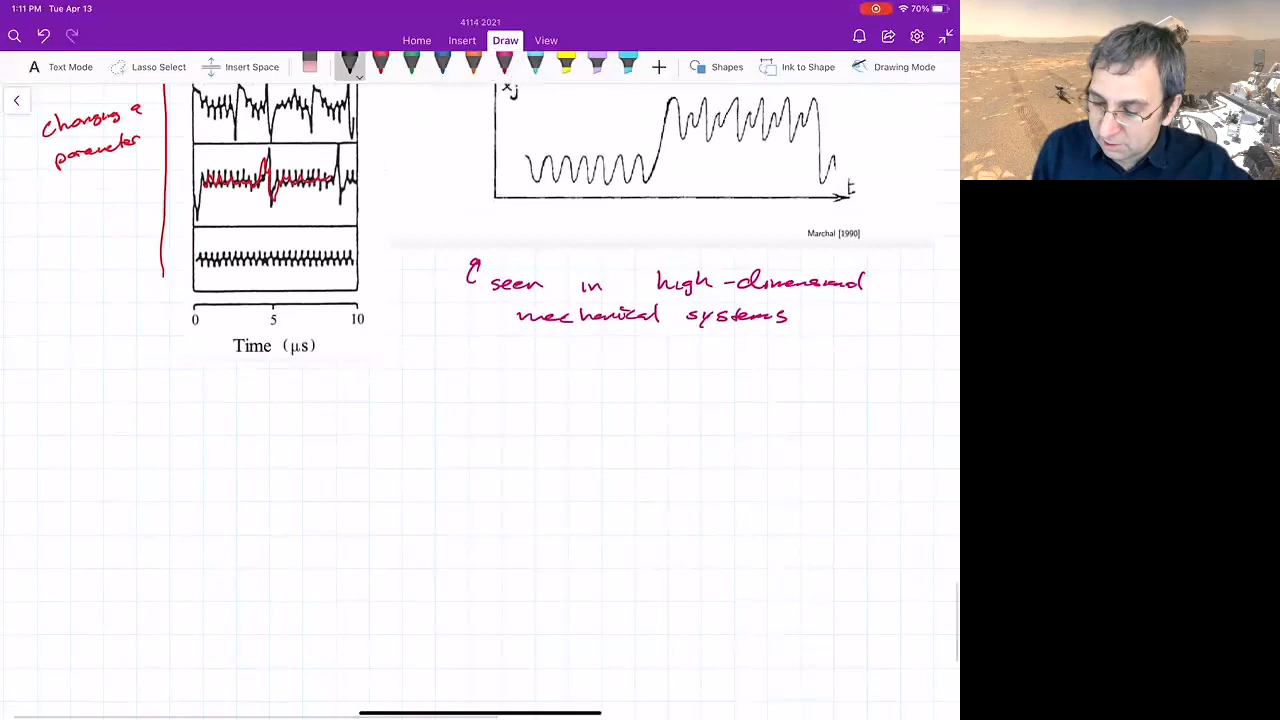 1:11 PM Tue Apr 13
70%
4114 2021
Home Insert Draw View
Text Mode Lasso Select Insert Space Shapes Ink to Shape Drawing Mode
changing a
parameter
xj
t
Marchal [1990]
seen in high-dimensional
mechanical systems
0 5 10
Time (μs)